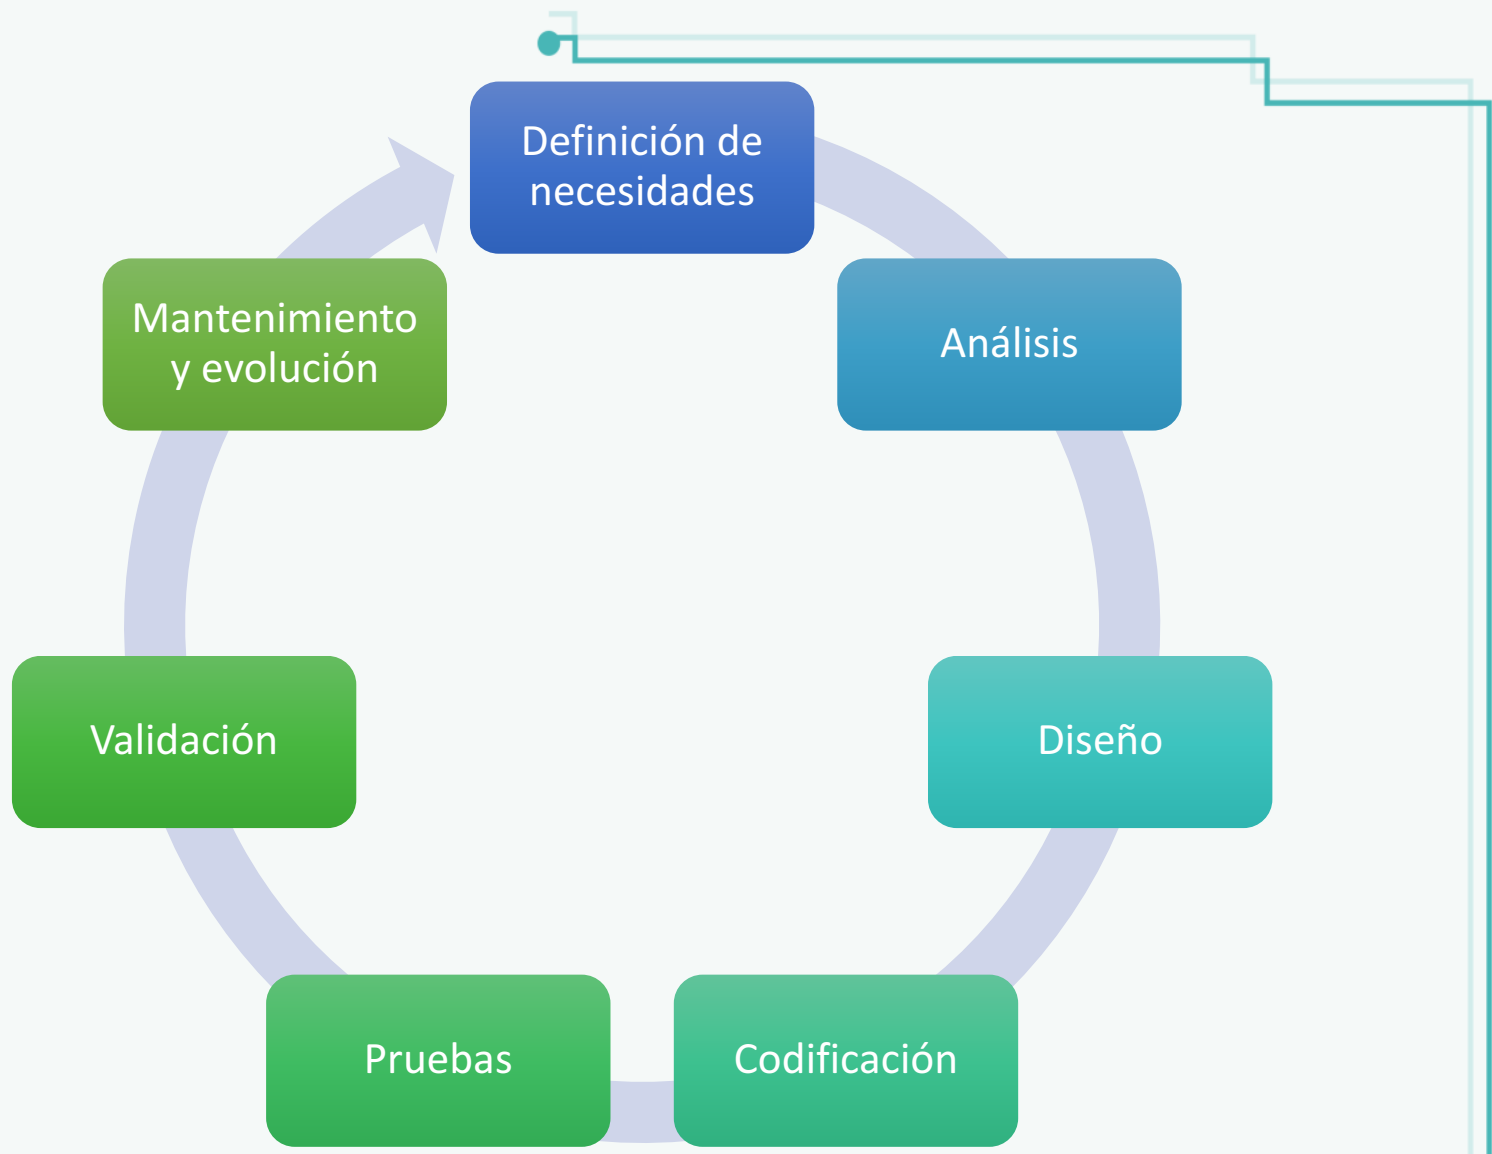 Definición de
necesidades
Análisis
Diseño
Codificación
Pruebas
Validación
Mantenimiento
y evolución